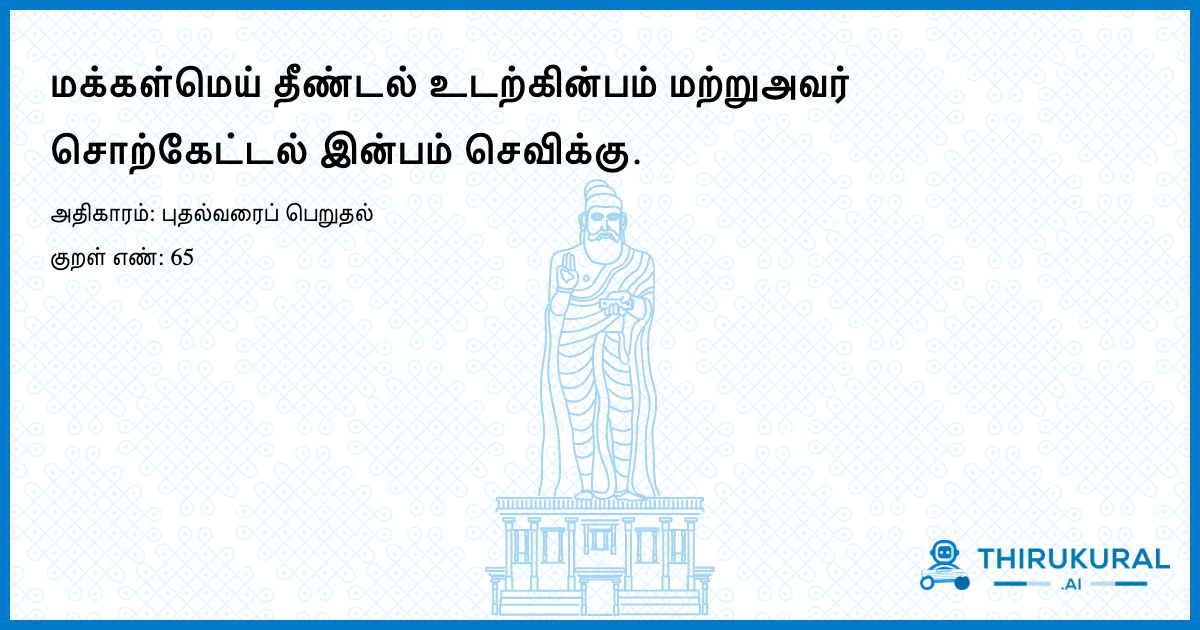 மக்கள்மெய் தீண்டல் உடற்கின்பம் மற்றுஅவர்
சொற்கேட்டல் இன்பம் செவிக்கு.
அதிகாரம்: புதல்வரைப் பெறுதல்
குறள் எண்: 65
THIRUKURAL
.AI